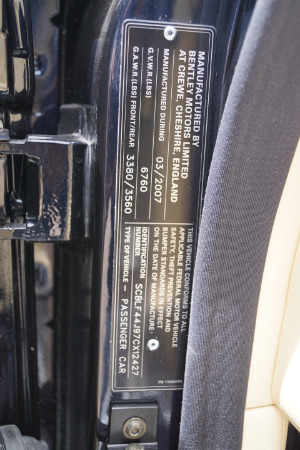 MANUFACTURED BY
BENTLEY MOTORS LIMITED
AT CREWE, CHESHIRE, ENGLAND
MANUFACTURED DURING 03/2007
G.V.W.R.(LBS) 6760
G.A.W.R.(LBS) FRONT/REAR 3380/3560
THIS VEHICLE CONFORMS TO ALL
APPLICABLE FEDERAL MOTOR VEHICLE
SAFETY, THEFT PREVENTION AND
BUMPER STANDARDS IN EFFECT
ON THE DATE OF MANUFACTURE
IDENTIFICATION
NUMBER SCBLF44J97CX12427
TYPE OF VEHICLE - PASSENGER CAR